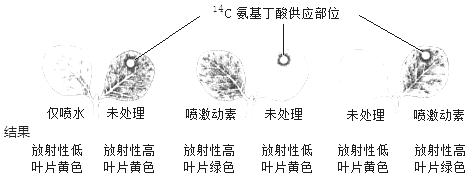 ¹⁴C 氨基丁酸供应部位
仅喷水 未处理 喷激动素 未处理 未处理 喷激动素
结果
放射性低 放射性高 放射性高 放射性低 放射性低 放射性高
叶片黄色 叶片黄色 叶片绿色 叶片黄色 叶片黄色 叶片绿色